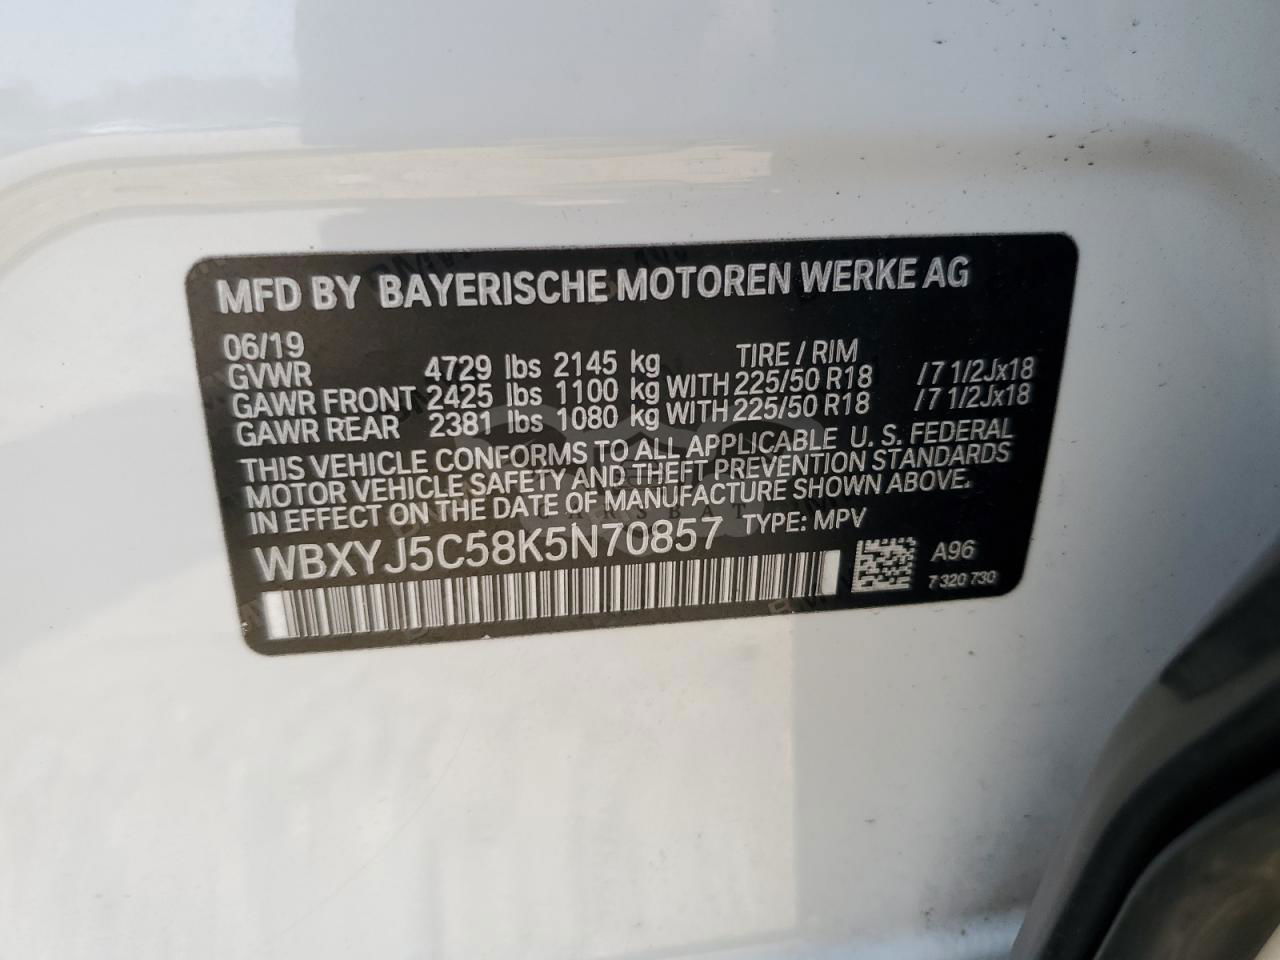 MFD BY BAYERISCHE MOTOREN WERKE AG
06/19 TIRE / RIM
GVWR 4729 lbs 2145 kg
GAWR FRONT 2425 lbs 1100 kg WITH 225/50 R18 /7 1/2Jx18
GAWR REAR 2381 lbs 1080 kg WITH 225/50 R18 /7 1/2Jx18
THIS VEHICLE CONFORMS TO ALL APPLICABLE U. S. FEDERAL
MOTOR VEHICLE SAFETY AND THEFT PREVENTION STANDARDS
IN EFFECT ON THE DATE OF MANUFACTURE SHOWN ABOVE.
WBXYJ5C58K5N70857 TYPE: MPV
A96
7 320 730